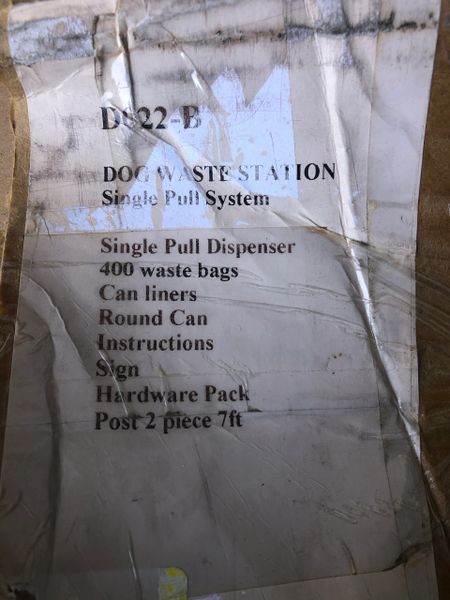 DOG WASTE STATION
Single Pull System
Single Pull Dispenser
400 waste bags
Can liners
Round Can
Instructions
Sign
Hardware Pack
Post 2 piece 7ft